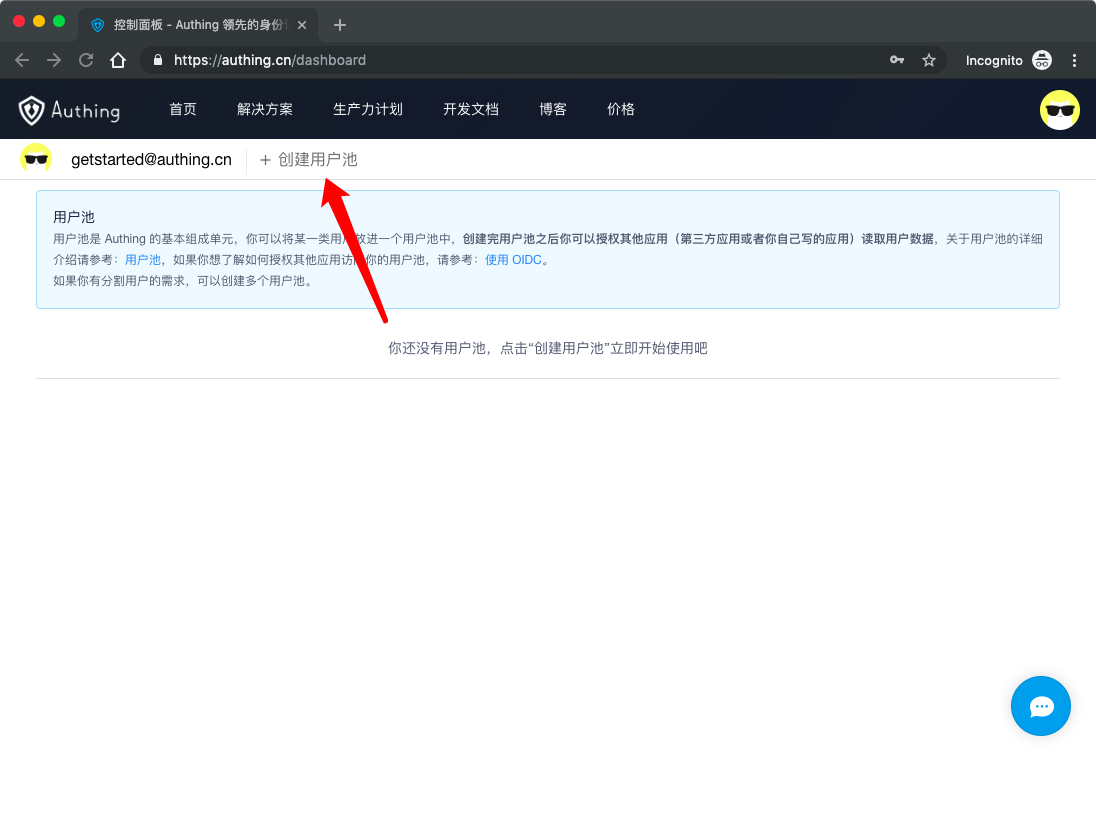 控制面板 - Authing 领先的身份
https://authing.cn/dashboard
Incognito
Authing 首页 解决方案 生产力计划 开发文档 博客 价格
getstarted@authing.cn + 创建用户池
用户池
用户池是 Authing 的基本组成单元，你可以将某一类用 放进一个用户池中，创建完用户池之后你可以授权其他应用（第三方应用或者你自己写的应用）读取用户数据，关于用户池的详细
介绍请参考：用户池，如果你想了解如何授权其他应用访 你的用户池，请参考：使用 OIDC。
如果你有分割用户的需求，可以创建多个用户池。
你还没有用户池，点击“创建用户池”立即开始使用吧